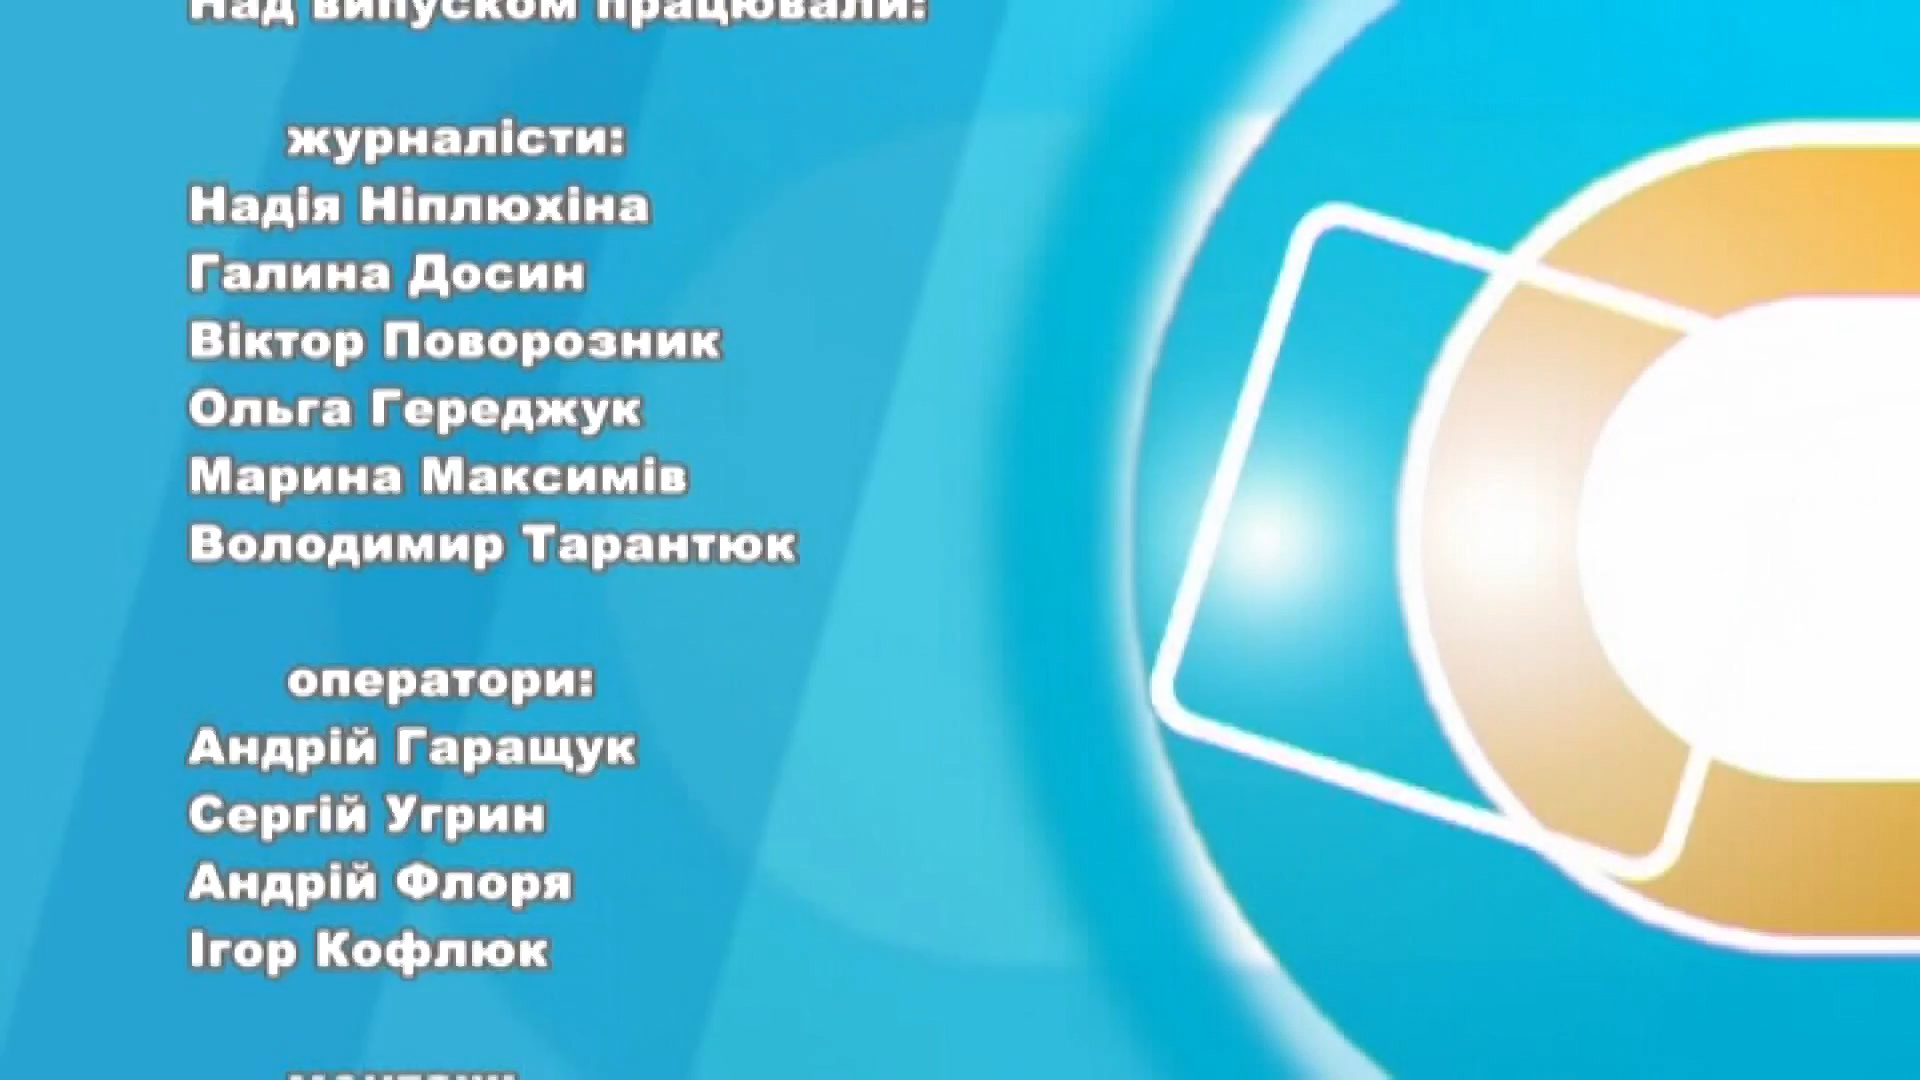 Над випуском працювали:
журналісти:
Надія Ніплюхіна
Галина Досин
Віктор Поворозник
Ольга Гереджук
Марина Максимів
Володимир Тарантюк
оператори:
Андрій Гаращук
Сергій Угрин
Андрій Флоря
Ігор Кофлюк